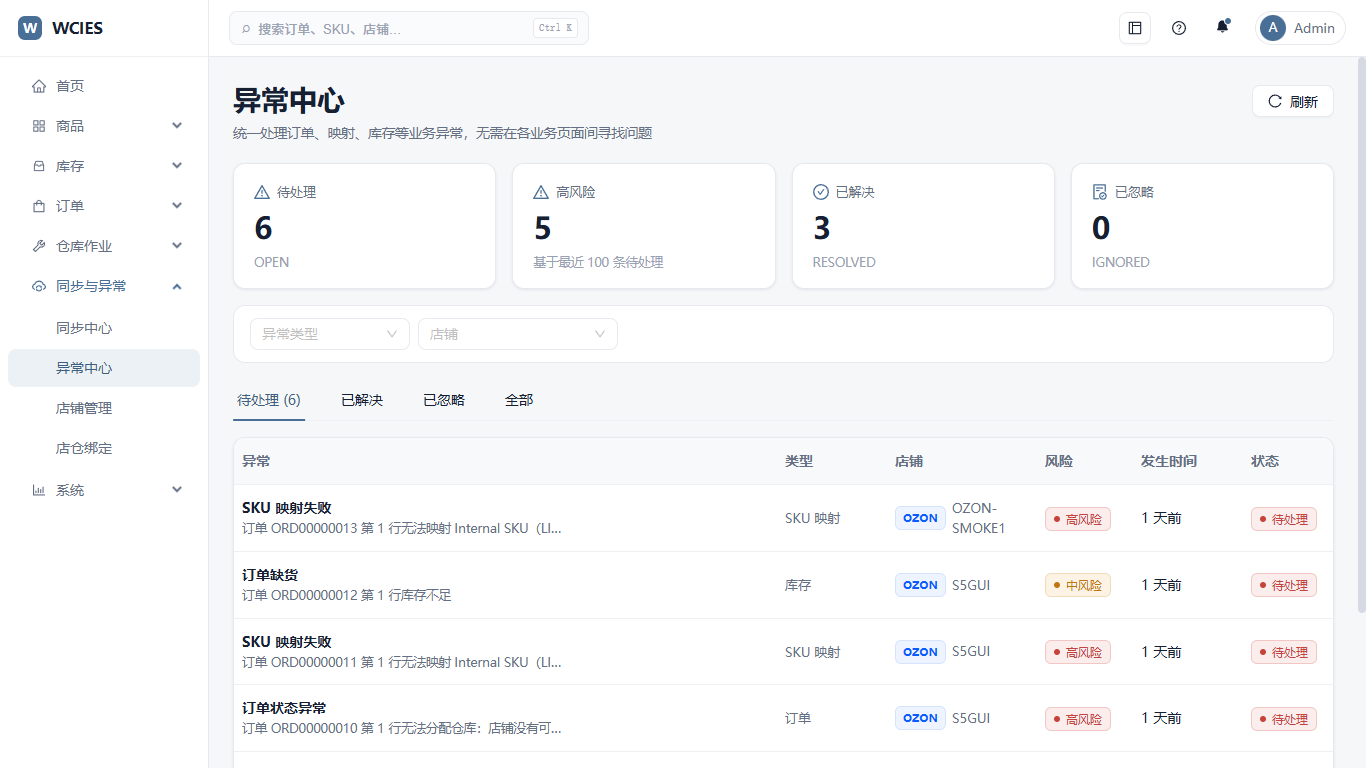 W WCIES
搜索订单、SKU、店铺... Ctrl K
A Admin
首页
商品
库存
订单
仓库作业
同步与异常
同步中心
异常中心
店铺管理
店仓绑定
系统
异常中心
刷新
统一处理订单、映射、库存等业务异常，无需在各业务页面间寻找问题
待处理
6
OPEN
高风险
5
基于最近 100 条待处理
已解决
3
RESOLVED
已忽略
0
IGNORED
异常类型 店铺
待处理 (6) 已解决 已忽略 全部
异常 类型 店铺 风险 发生时间 状态
SKU 映射失败
订单 ORD00000013 第 1 行无法映射 Internal SKU（LI...
SKU 映射 OZON OZON-
SMOKE1
高风险 1 天前 待处理
订单缺货
订单 ORD00000012 第 1 行库存不足
库存 OZON S5GUI 中风险 1 天前 待处理
SKU 映射失败
订单 ORD00000011 第 1 行无法映射 Internal SKU（LI...
SKU 映射 OZON S5GUI 高风险 1 天前 待处理
订单状态异常
订单 ORD00000010 第 1 行无法分配仓库：店铺没有可...
订单 OZON S5GUI 高风险 1 天前 待处理